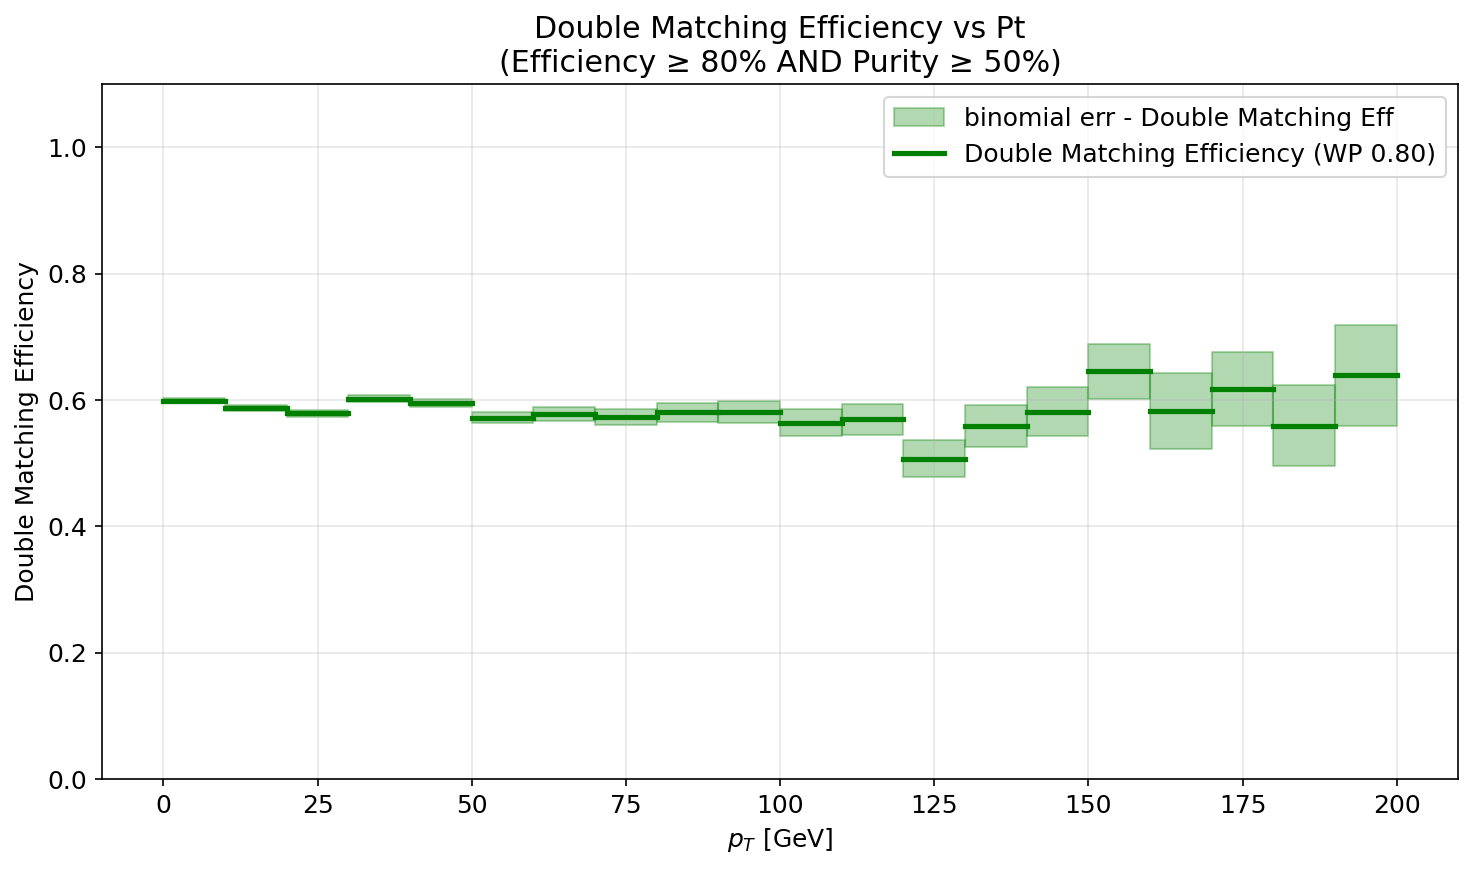 Double Matching Efficiency vs Pt
(Efficiency ≥ 80% AND Purity ≥ 50%)
binomial err - Double Matching Eff
Double Matching Efficiency (WP 0.80)
Double Matching Efficiency
1.0
0.8
0.6
0.4
0.2
0.0
0 25 50 75 100 125 150 175 200
p_T [GeV]